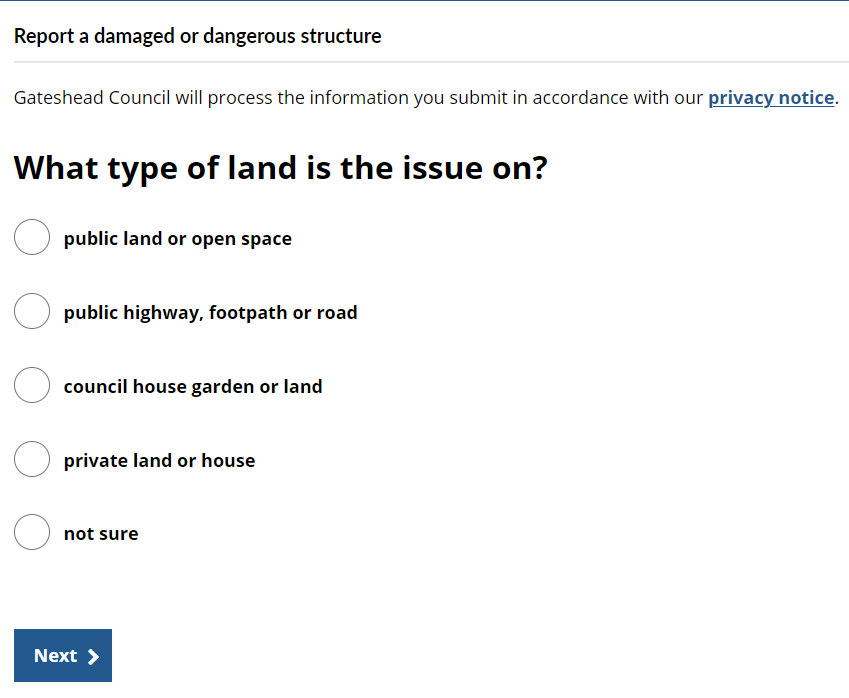 Report a damaged or dangerous structure
Gateshead Council will process the information you submit in accordance with our privacy notice.
What type of land is the issue on?
public land or open space
public highway, footpath or road
council house garden or land
private land or house
not sure
Next